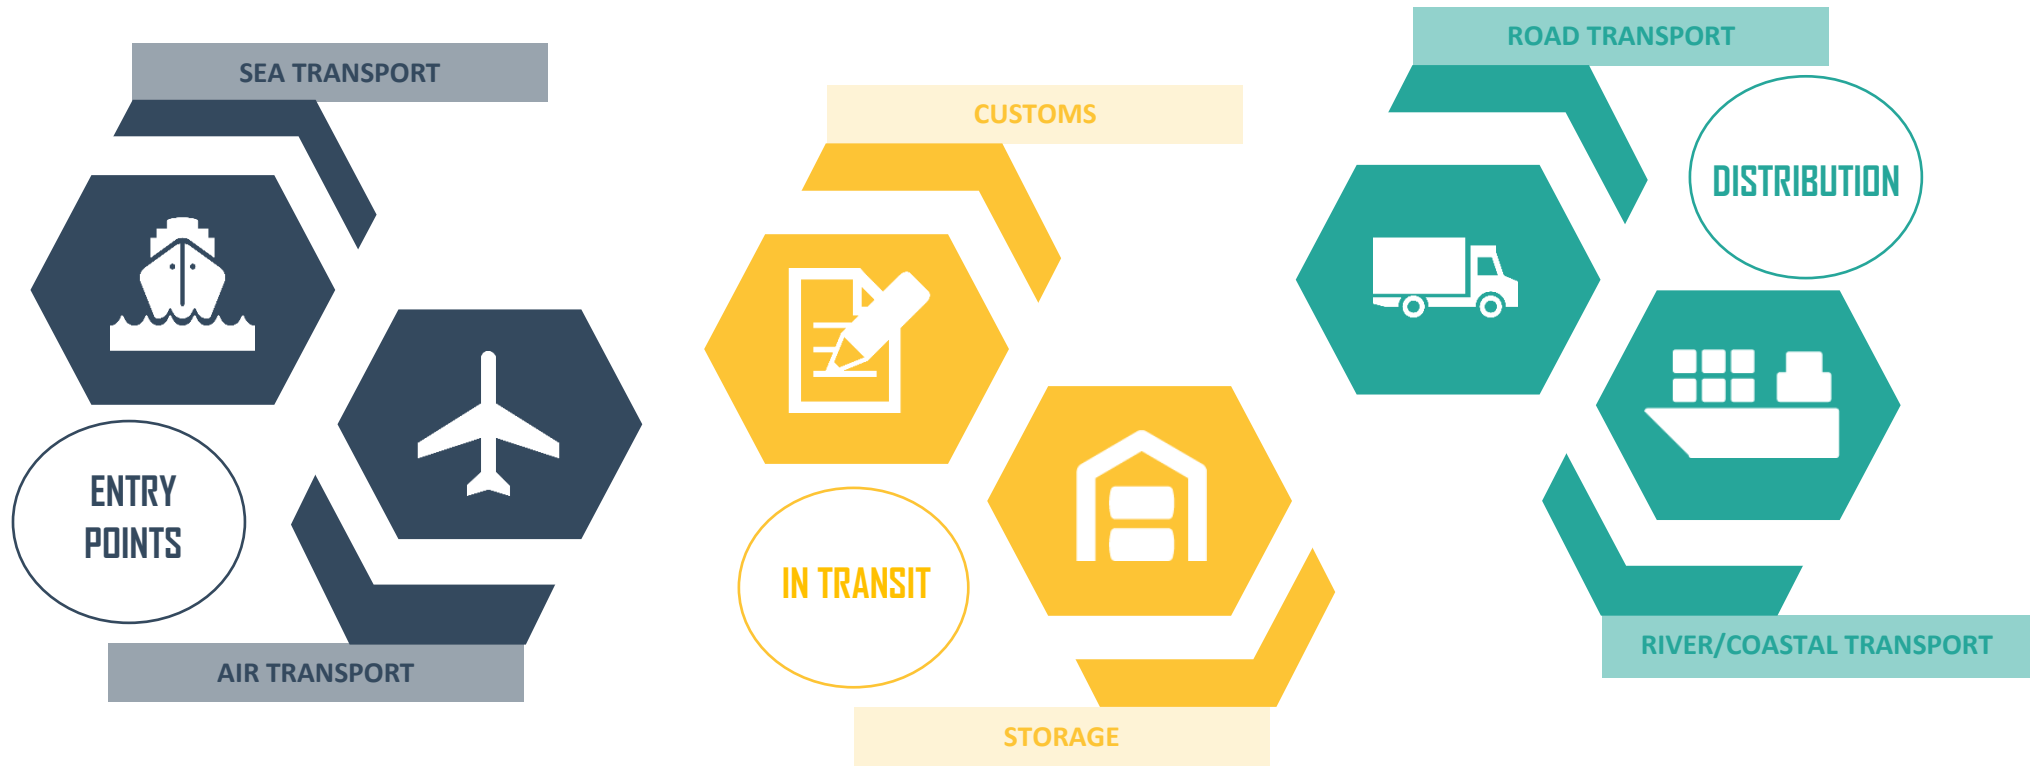 SEA TRANSPORT
ENTRY
POINTS
AIR TRANSPORT
CUSTOMS
IN TRANSIT
STORAGE
ROAD TRANSPORT
DISTRIBUTION
RIVER/COASTAL TRANSPORT